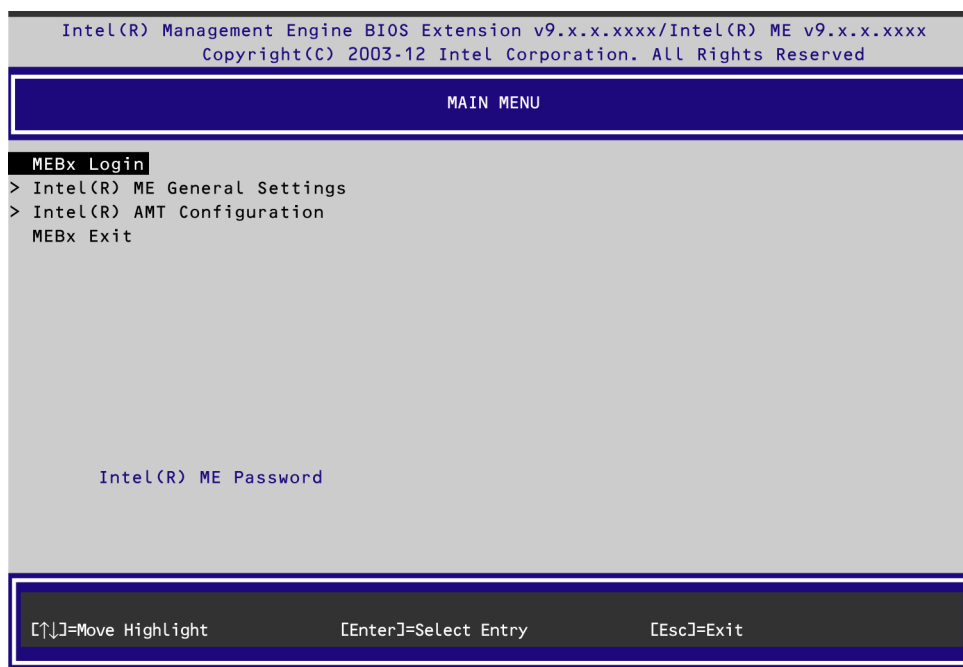 Intel(R) Management Engine BIOS Extension v9.x.x.xxxx/Intel(R) ME v9.x.x.xxxx
Copyright(C) 2003-12 Intel Corporation. All Rights Reserved
MAIN MENU
MEBx Login
> Intel(R) ME General Settings
> Intel(R) AMT Configuration
MEBx Exit
Intel(R) ME Password
[↑↓]=Move Highlight [Enter]=Select Entry [Esc]=Exit